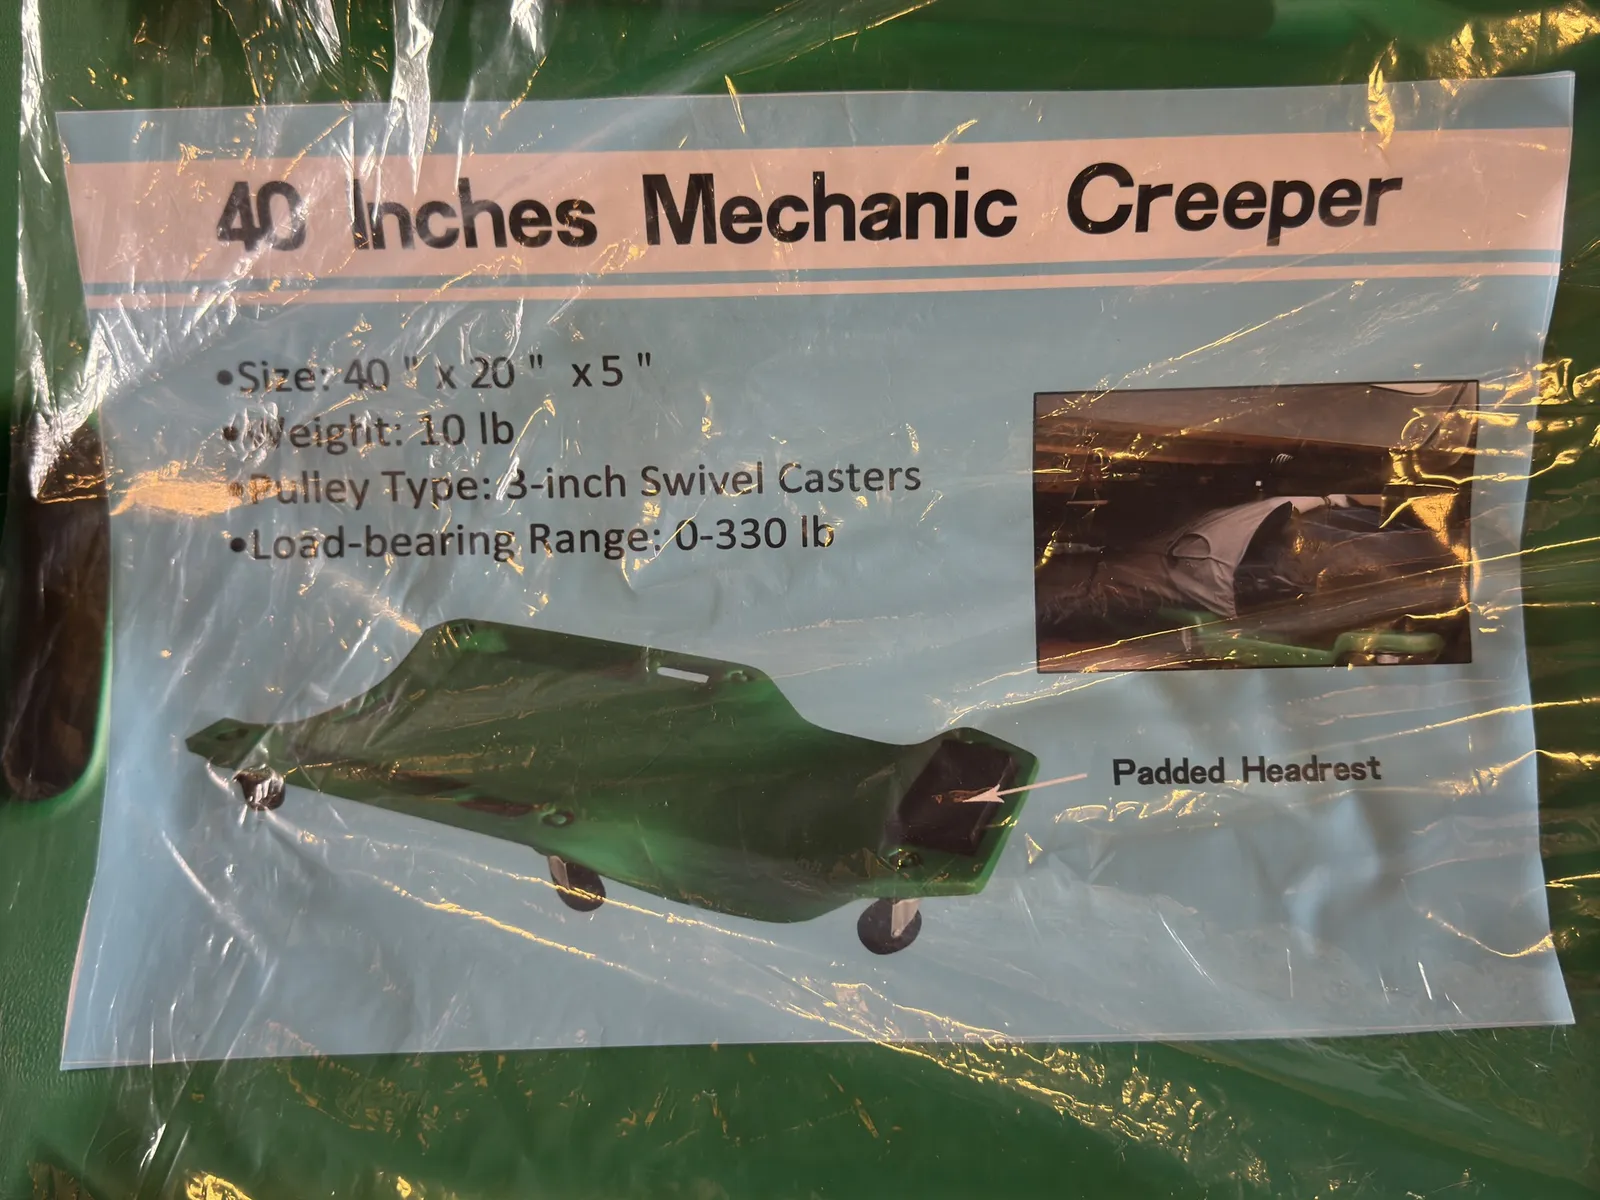 40 Inches Mechanic Creeper
•Size: 40 " x 20 " x 5 "
•Weight: 10 lb
•Pulley Type: 3-inch Swivel Casters
•Load-bearing Range: 0-330 lb
Padded Headrest